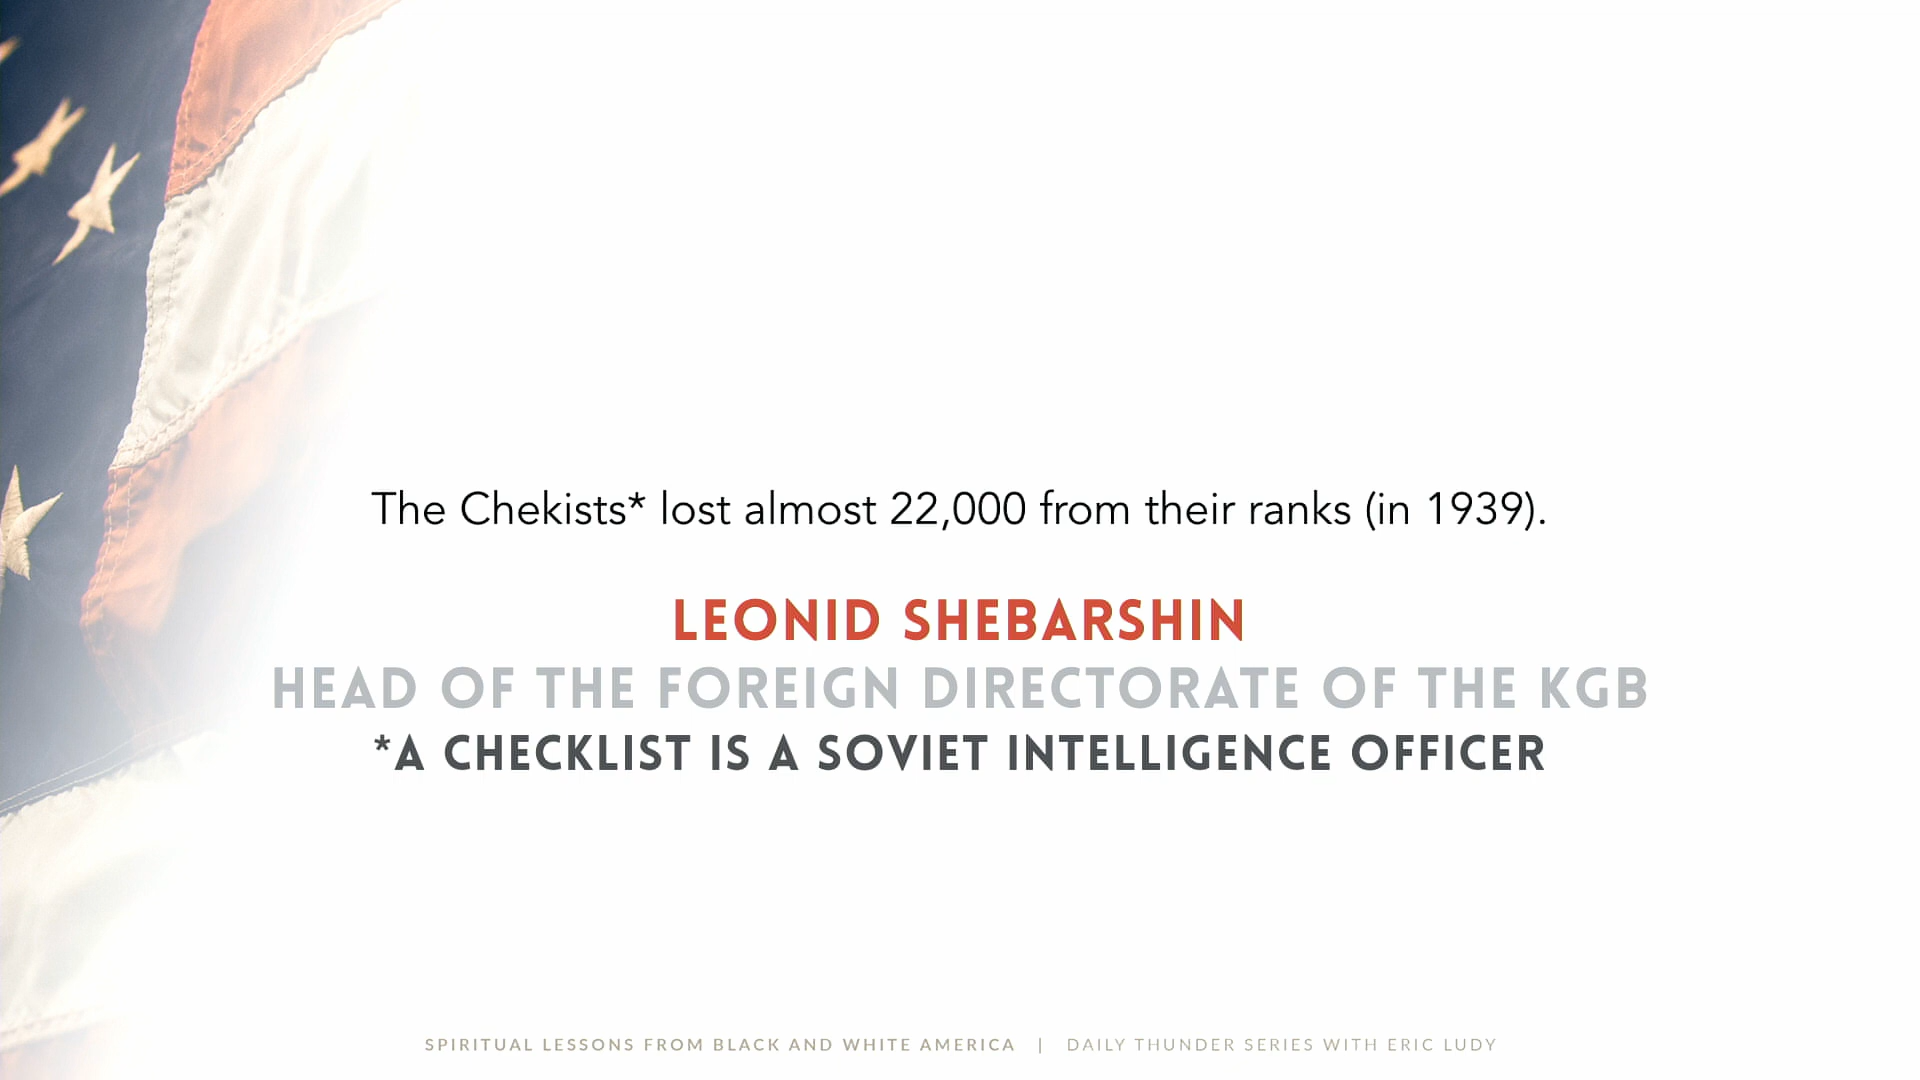 The Chekists* lost almost 22,000 from their ranks (in 1939).
LEONID SHEBARSHIN
HEAD OF THE FOREIGN DIRECTORATE OF THE KGB
*A CHECKLIST IS A SOVIET INTELLIGENCE OFFICER
SPIRITUAL LESSONS FROM BLACK AND WHITE AMERICA | DAILY THUNDER SERIES WITH ERIC LUDY